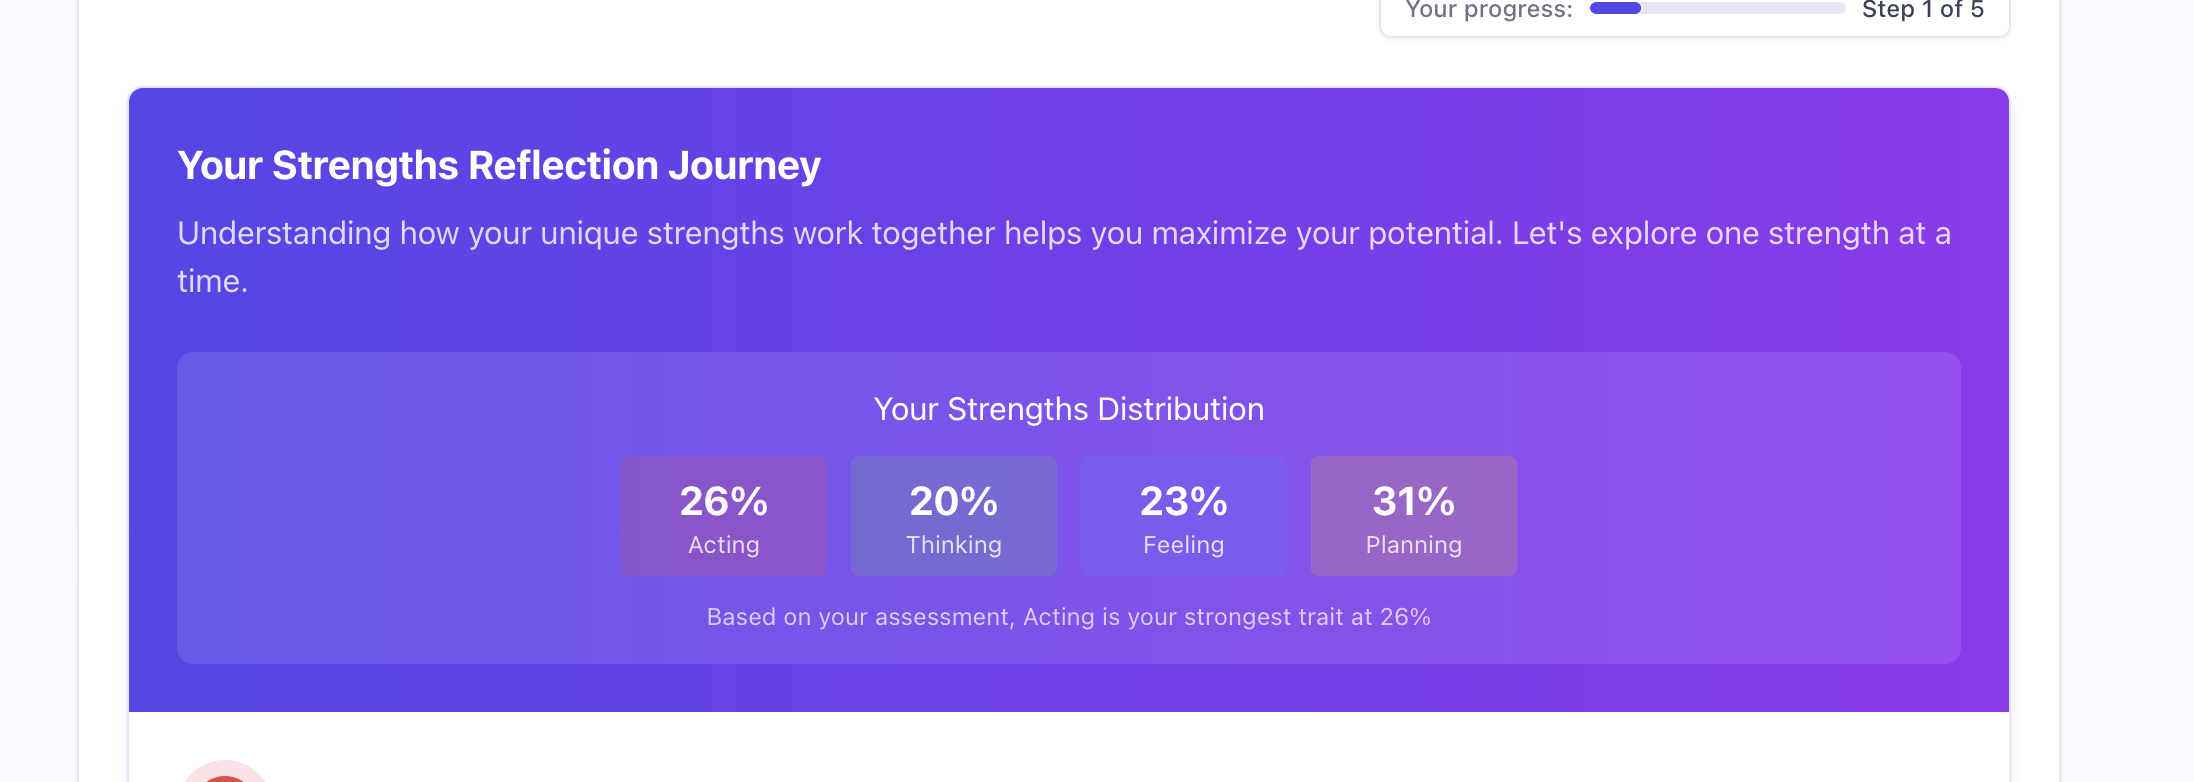 Your progress: Step 1 of 5
Your Strengths Reflection Journey
Understanding how your unique strengths work together helps you maximize your potential. Let's explore one strength at a
time.
Your Strengths Distribution
26% 20% 23% 31%
Acting Thinking Feeling Planning
Based on your assessment, Acting is your strongest trait at 26%